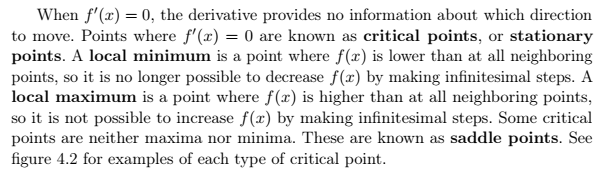 When f′(x) = 0, the derivative provides no information about which direction
to move. Points where f′(x) = 0 are known as critical points, or stationary
points. A local minimum is a point where f(x) is lower than at all neighboring
points, so it is no longer possible to decrease f(x) by making infinitesimal steps. A
local maximum is a point where f(x) is higher than at all neighboring points,
so it is not possible to increase f(x) by making infinitesimal steps. Some critical
points are neither maxima nor minima. These are known as saddle points. See
figure 4.2 for examples of each type of critical point.